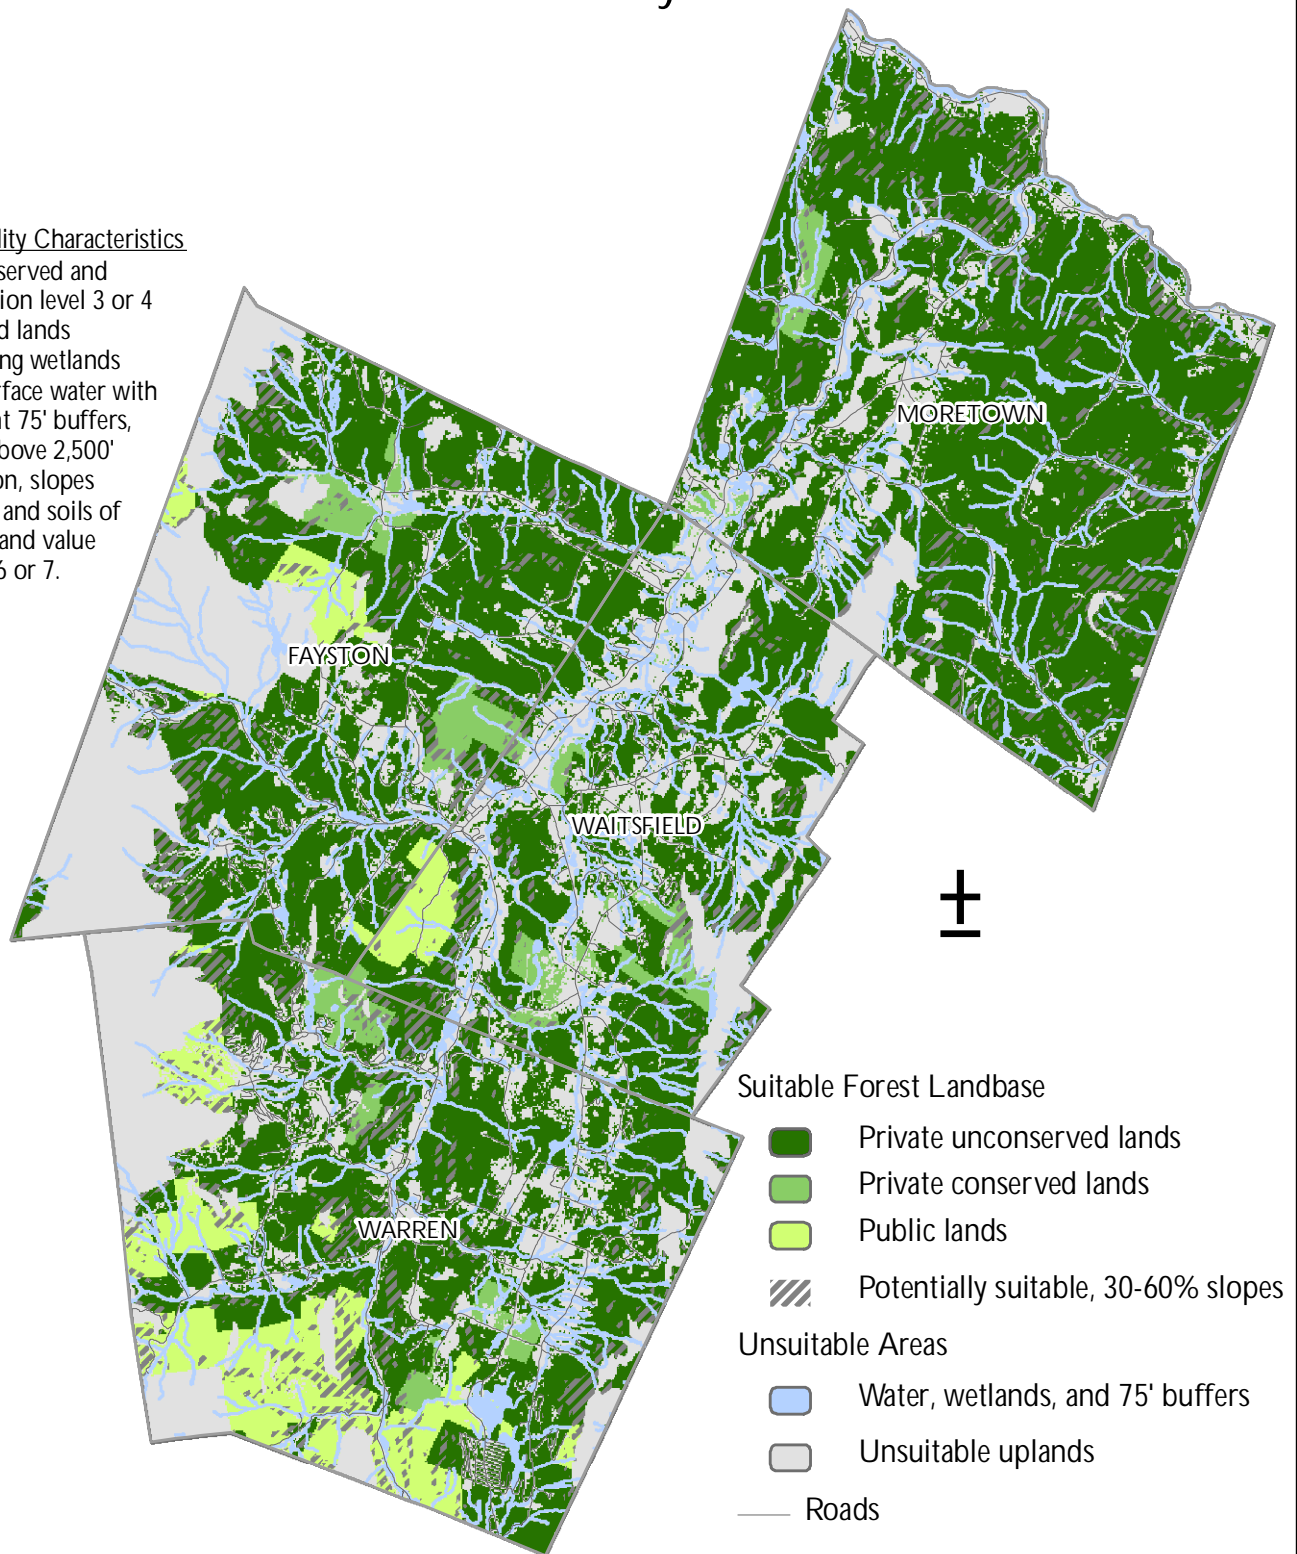 lity Characteristics
served and
ion level 3 or 4
d lands
ng wetlands
rface water with
t 75' buffers,
bove 2,500'
on, slopes
and soils of
and value
6 or 7.
MORETOWN
FAYSTON
WAITSFIELD
WARREN
Suitable Forest Landbase
Private unconserved lands
Private conserved lands
Public lands
Potentially suitable, 30-60% slopes
Unsuitable Areas
Water, wetlands, and 75' buffers
Unsuitable uplands
Roads